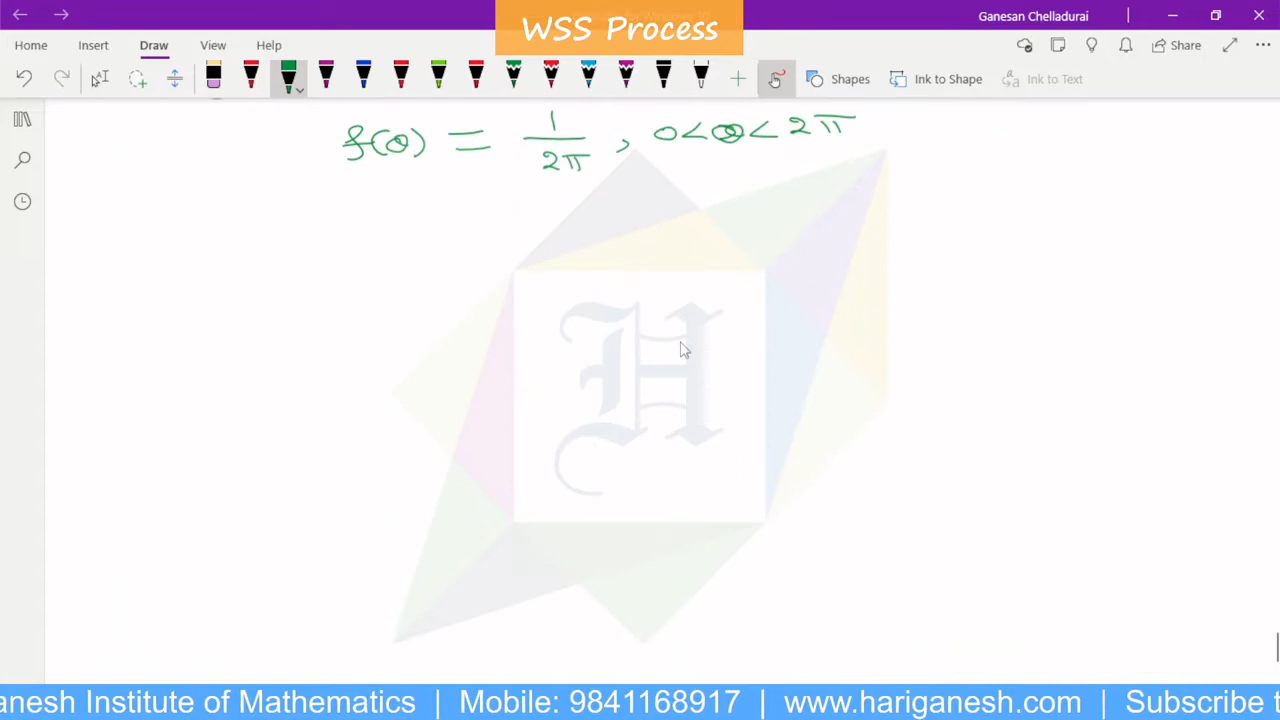 WSS Process
Ganesan Chelladurai
Home Insert Draw View Help
Share
Shapes
Ink to Shape
Ink to Text
f(θ) = 1/2π , 0<θ<2π
H
anesh Institute of Mathematics | Mobile: 9841168917 | www.hariganesh.com | Subscribe t